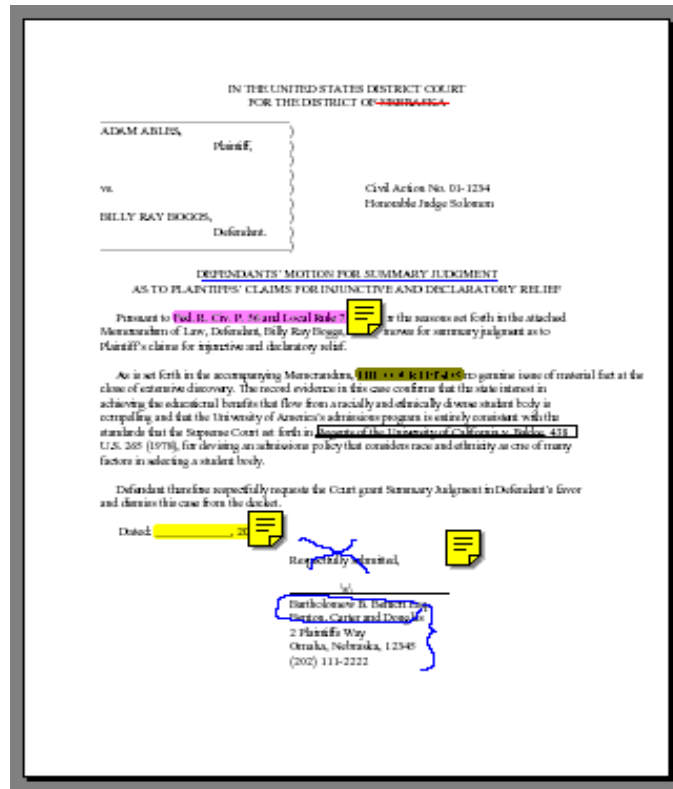 IN THE UNITED STATES DISTRICT COURT
FOR THE DISTRICT OF NEBRASKA
ADAM ABLES, )
Plaintiff, )
)
)
vs. )
Civil Action No. 01-1234
Honorable Judge Solomon
BILLY RAY BOGGS, )
Defendant. )
DEFENDANTS' MOTION FOR SUMMARY JUDGMENT
AS TO PLAINTIFFS' CLAIMS FOR INJUNCTIVE AND DECLARATORY RELIEF
Pursuant to Fed. R. Civ. P. 56 and Local Rule 7 the reasons set forth in the attached
Memorandum of Law, Defendant, Billy Ray Boggs, moves for summary judgment as to
Plaintiff's claims for injunctive and declaratory relief.
As is set forth in the accompanying Memorandum, no genuine issue of material fact at the
close of extensive discovery. The record evidence in this case confirms that the state interest in
achieving the educational benefits that flow from a racially and ethnically diverse student body is
compelling and that the University of America's admissions program is entirely consistent with the
standards that the Supreme Court set forth in Regents of the University of California v. Bakke, 438
U.S. 265 (1978), for devising an admissions policy that considers race and ethnicity as one of many
factors in selecting a student body.
Defendant therefore respectfully requests the Court grant Summary Judgment in Defendant's favor
and dismiss this case from the docket.
Dated: ______________, 20
Respectfully submitted,
Bartholomew B. Esq
Benton, Carter and Douglas
2 Plaintiffs Way
Omaha, Nebraska, 12345
(202) 111-2222